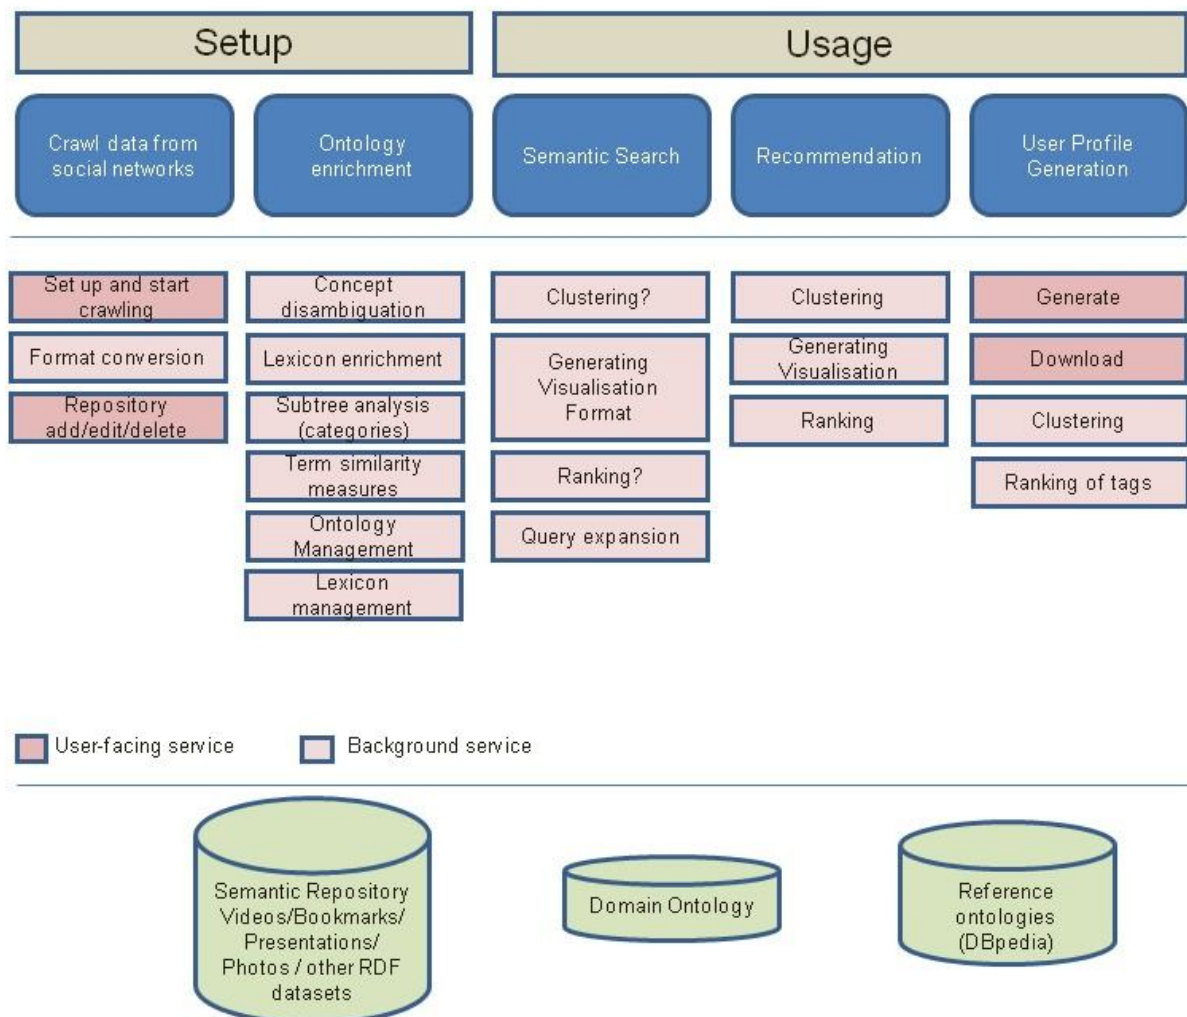 Setup
Usage
Crawl data from
social networks
Ontology
enrichment
Semantic Search
Recommendation
User Profile
Generation
Set up and start
crawling
Format conversion
Repository
add/edit/delete
Concept
disambiguation
Lexicon enrichment
Subtree analysis
(categories)
Term similarity
measures
Ontology
Management
Lexicon
management
Clustering?
Generating
Visualisation
Format
Ranking?
Query expansion
Clustering
Generating
Visualisation
Ranking
Generate
Download
Clustering
Ranking of tags
User-facing service
Background service
Semantic Repository
Videos/Bookmarks/
Presentations/
Photos / other RDF
datasets
Domain Ontology
Reference
ontologies
(DBpedia)